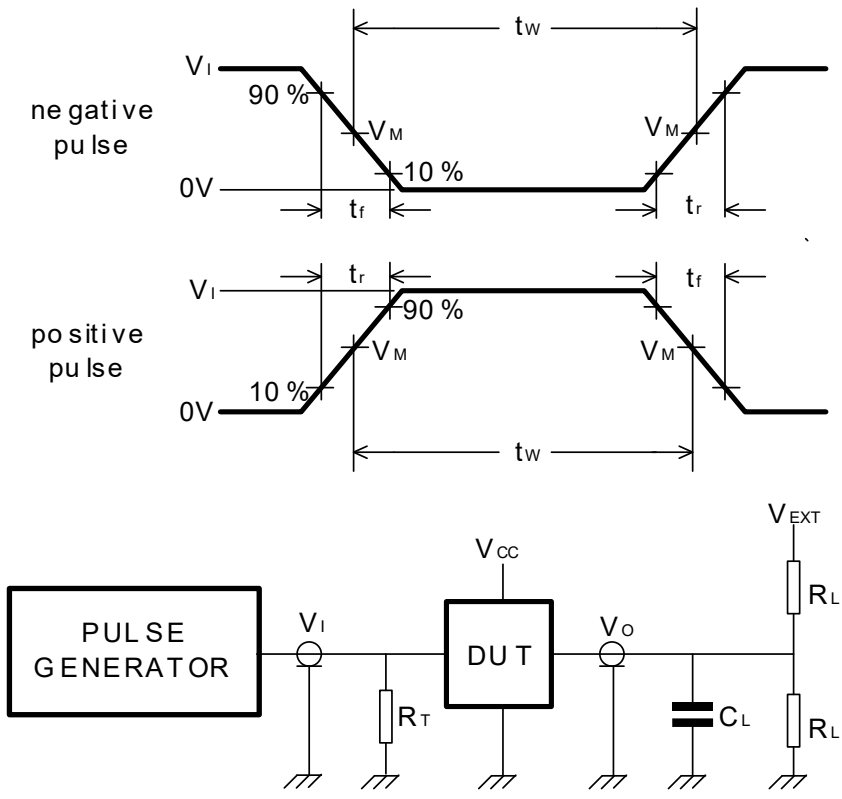 tW
VI
90 %
negative
pulse
VM
VM
10 %
0V
tf
tr
VI
tr
tf
90 %
positive
pulse
VM
VM
10 %
0V
tW
VEXT
VCC
RL
VI
VO
PULSE
GENERATOR
DUT
RT
CL
RL